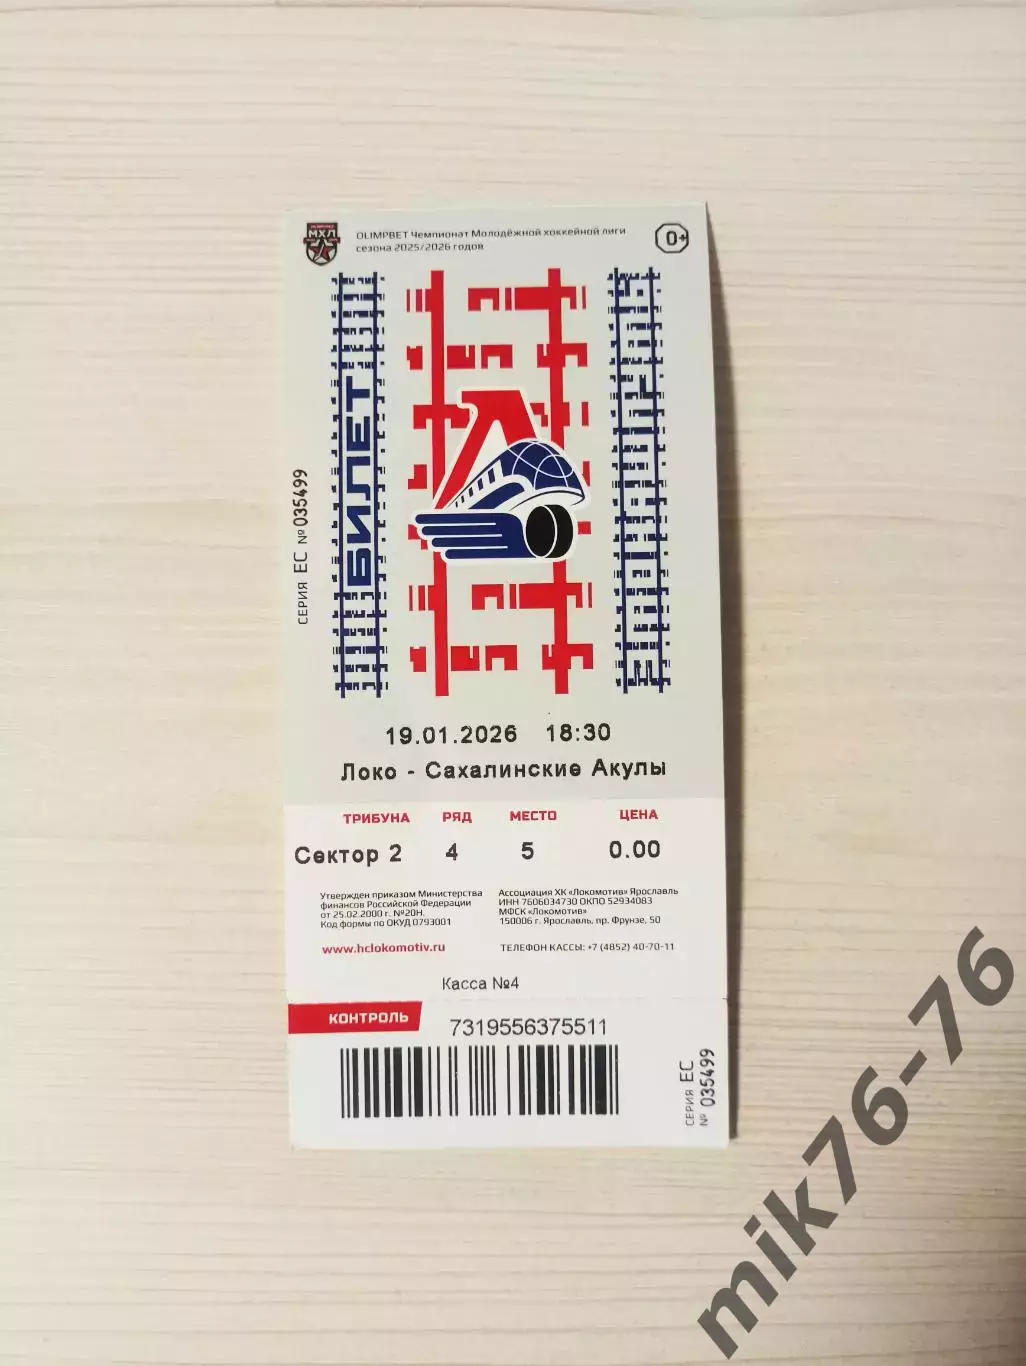 OLIMPBET
МХЛ
OLIMPBET Чемпионат Молодёжной хоккейной лиги
сезона 2025/2026 годов
0+
БИЛЕТ
СЕРИЯ ЕС № 035499
19.01.2026 18:30
Локо - Сахалинские Акулы
ТРИБУНА РЯД МЕСТО ЦЕНА
Сектор 2 4 5 0.00
Утвержден приказом Министерства
финансов Российской Федерации
от 25.02.2000 г. №20Н.
Код формы по ОКУД 0793001
www.hclokomotiv.ru
Ассоциация ХК «Локомотив» Ярославль
ИНН 7606034730 ОКПО 52934083
МФСК «Локомотив»
150006 г. Ярославль, пр. Фрунзе, 50
ТЕЛЕФОН КАССЫ: +7 (4852) 40-70-11
Касса №4
КОНТРОЛЬ
7319556375511
СЕРИЯ ЕС
№ 035499
mik76-76